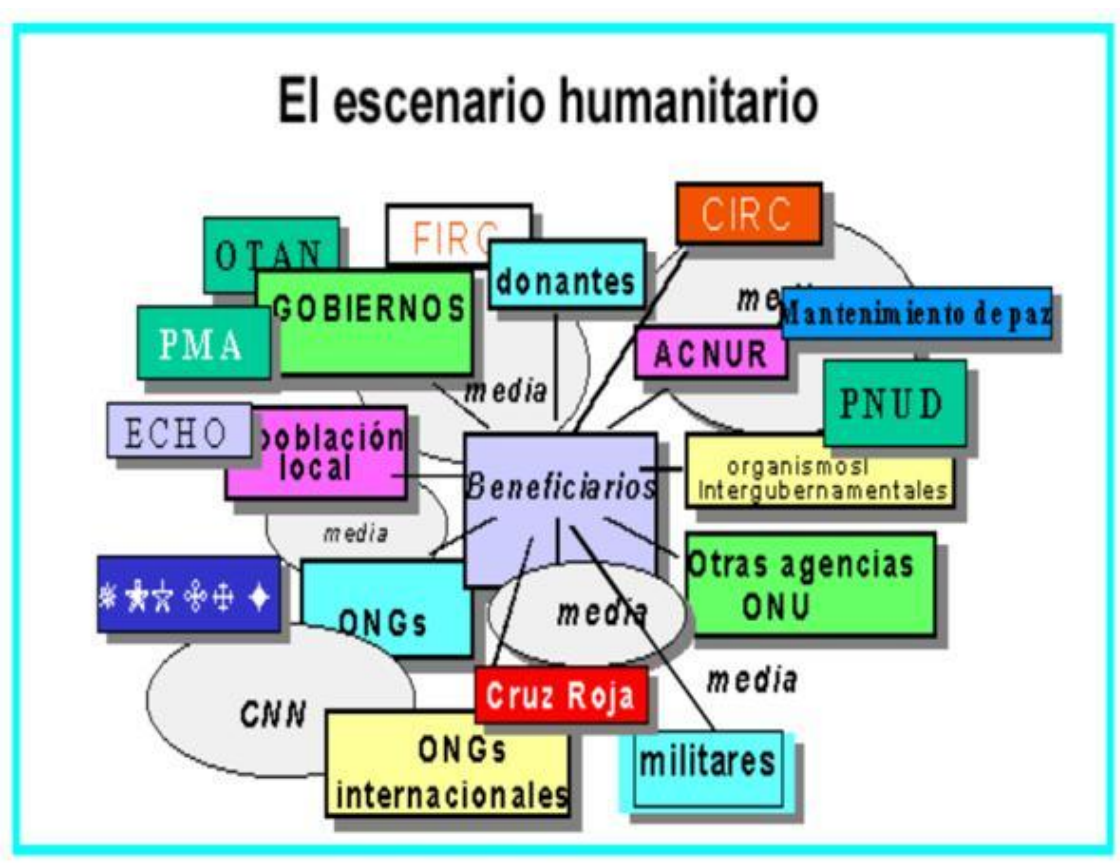 El escenario humanitario
CIRC
FIRC
OTAN
donantes
GOBIERNOS
Mantenimiento de paz
PMA
ACNUR
media
PNUD
ECHO
población
local
Beneficiarios
organismosl
Intergubernamentales
media
Otras agencias
ONU
ONGs
media
media
Cruz Roja
CNN
ONGs
internacionales
militares